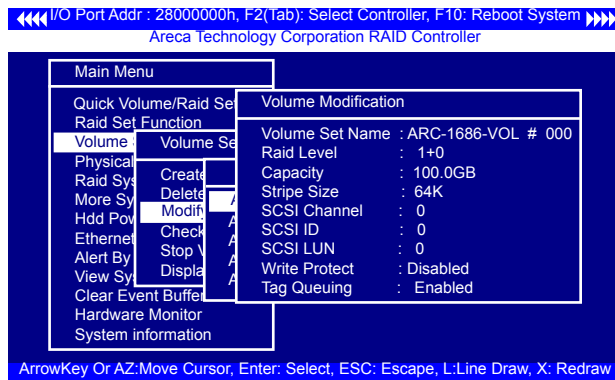 I/O Port Addr : 28000000h, F2(Tab): Select Controller, F10: Reboot System
Areca Technology Corporation RAID Controller
Main Menu
Quick Volume/Raid Set
Raid Set Function
Volume
Physical
Raid Sys
More Sy
Hdd Pow
Ethernet
Alert By
View Sys
Clear Event Buffer
Hardware Monitor
System information
Volume Se
Create
Delete
Modify
Check
Stop V
Displa
A
A
A
A
A
Volume Modification
Volume Set Name : ARC-1686-VOL # 000
Raid Level : 1+0
Capacity : 100.0GB
Stripe Size : 64K
SCSI Channel : 0
SCSI ID : 0
SCSI LUN : 0
Write Protect : Disabled
Tag Queuing : Enabled
ArrowKey Or AZ:Move Cursor, Enter: Select, ESC: Escape, L:Line Draw, X: Redraw